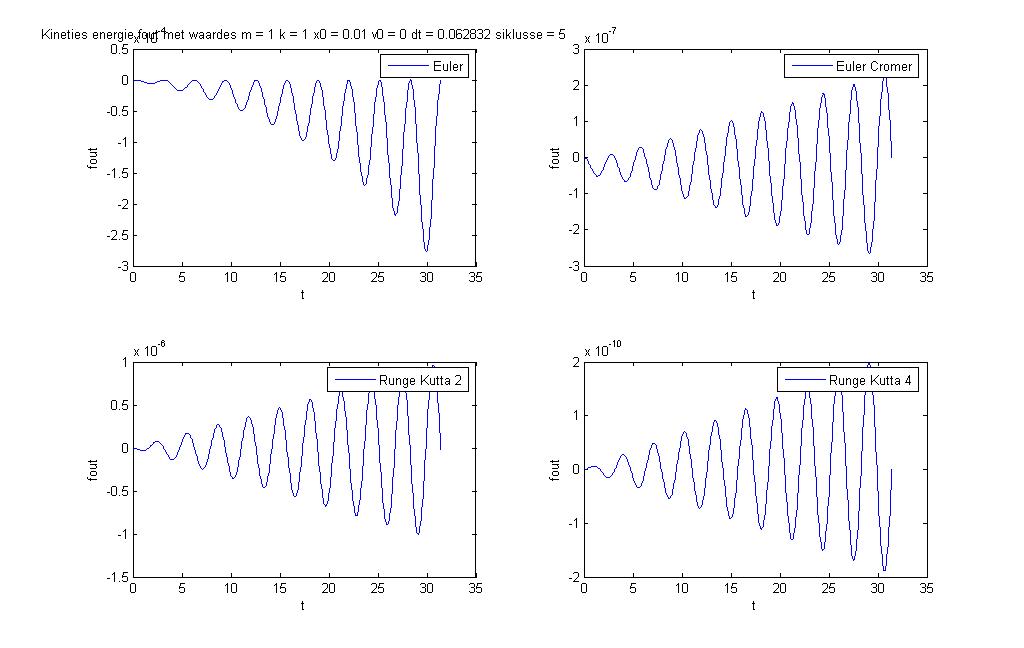 Kineties energie fout met waardes m = 1 k = 1 x0 = 0.01 v0 = 0 dt = 0.062832 siklusse = 5
x 10^-4
0.5
0
-0.5
-1
-1.5
-2
-2.5
-3
fout
0 5 10 15 20 25 30 35
t
Euler
x 10^-7
3
2
1
0
-1
-2
-3
fout
0 5 10 15 20 25 30 35
t
Euler Cromer
x 10^-6
1
0.5
0
-0.5
-1
-1.5
fout
0 5 10 15 20 25 30 35
t
Runge Kutta 2
x 10^-10
2
1
0
-1
-2
fout
0 5 10 15 20 25 30 35
t
Runge Kutta 4